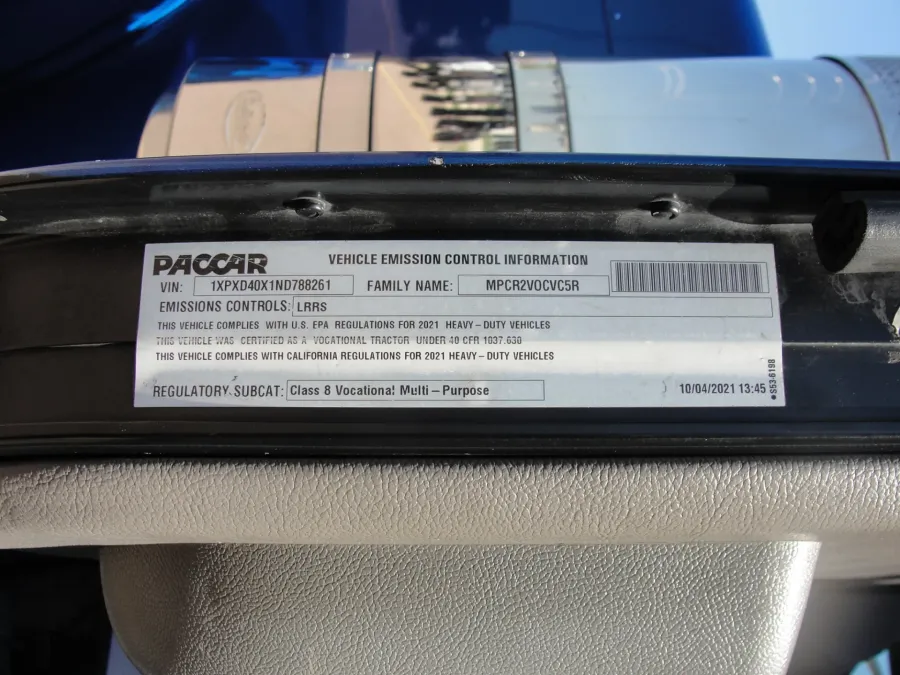 PACCAR VEHICLE EMISSION CONTROL INFORMATION
VIN: 1XPXD40X1ND788261 FAMILY NAME: MPCR2VOCVC5R
EMISSIONS CONTROLS: LRRS
THIS VEHICLE COMPLIES WITH U.S. EPA REGULATIONS FOR 2021 HEAVY-DUTY VEHICLES
THIS VEHICLE WAS CERTIFIED AS A VOCATIONAL TRACTOR UNDER 40 CFR 1037.630
THIS VEHICLE COMPLIES WITH CALIFORNIA REGULATIONS FOR 2021 HEAVY-DUTY VEHICLES
REGULATORY SUBCAT: Class 8 Vocational Multi-Purpose 10/04/2021 13:45
S53-6198